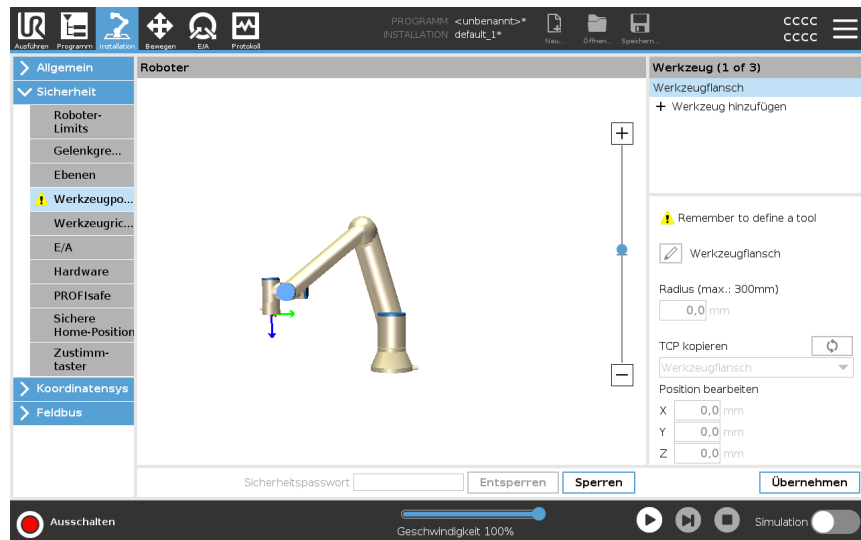 PROGRAMM <unbenannt>*
INSTALLATION default_1*
Ausführen Programm Installation Bewegen E/A Protokoll
Neu... Öffnen... Speichern...
CCCC
CCCC
Allgemein
Sicherheit
Roboter-
Limits
Gelenkgre...
Ebenen
Werkzeugpo...
Werkzeugric...
E/A
Hardware
PROFIsafe
Sichere
Home-Position
Zustimm-
taster
Koordinatensys
Feldbus
Roboter
Werkzeug (1 of 3)
Werkzeugflansch
+ Werkzeug hinzufügen
Remember to define a tool
Werkzeugflansch
Radius (max.: 300mm)
0,0 mm
TCP kopieren
Werkzeugflansch
Position bearbeiten
X 0,0 mm
Y 0,0 mm
Z 0,0 mm
Sicherheitspasswort Entsperren Sperren Übernehmen
Ausschalten
Geschwindigkeit 100%
Simulation